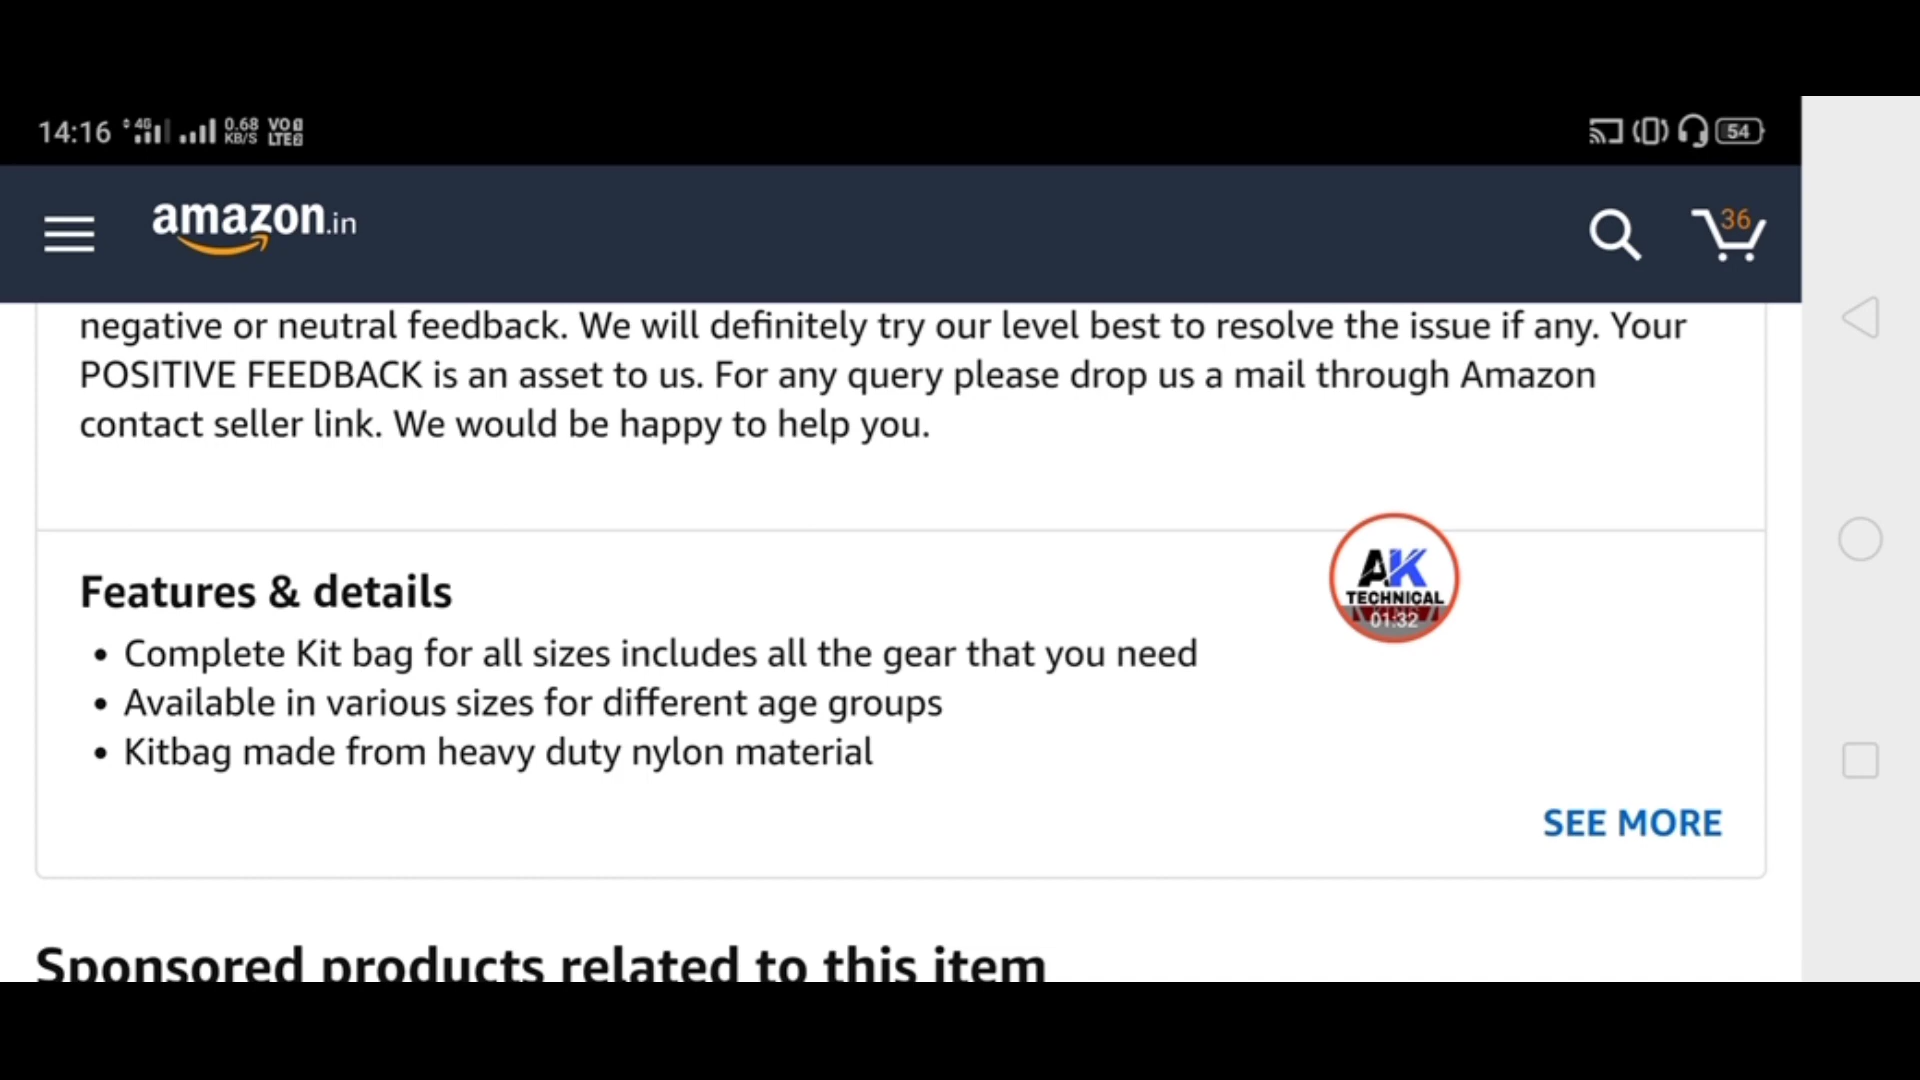 14:16 4G 0.68 KB/S VO LTE 54
amazon.in 36
negative or neutral feedback. We will definitely try our level best to resolve the issue if any. Your
POSITIVE FEEDBACK is an asset to us. For any query please drop us a mail through Amazon
contact seller link. We would be happy to help you.
AK
TECHNICAL
01:32
Features & details
• Complete Kit bag for all sizes includes all the gear that you need
• Available in various sizes for different age groups
• Kitbag made from heavy duty nylon material
SEE MORE
Sponsored products related to this item